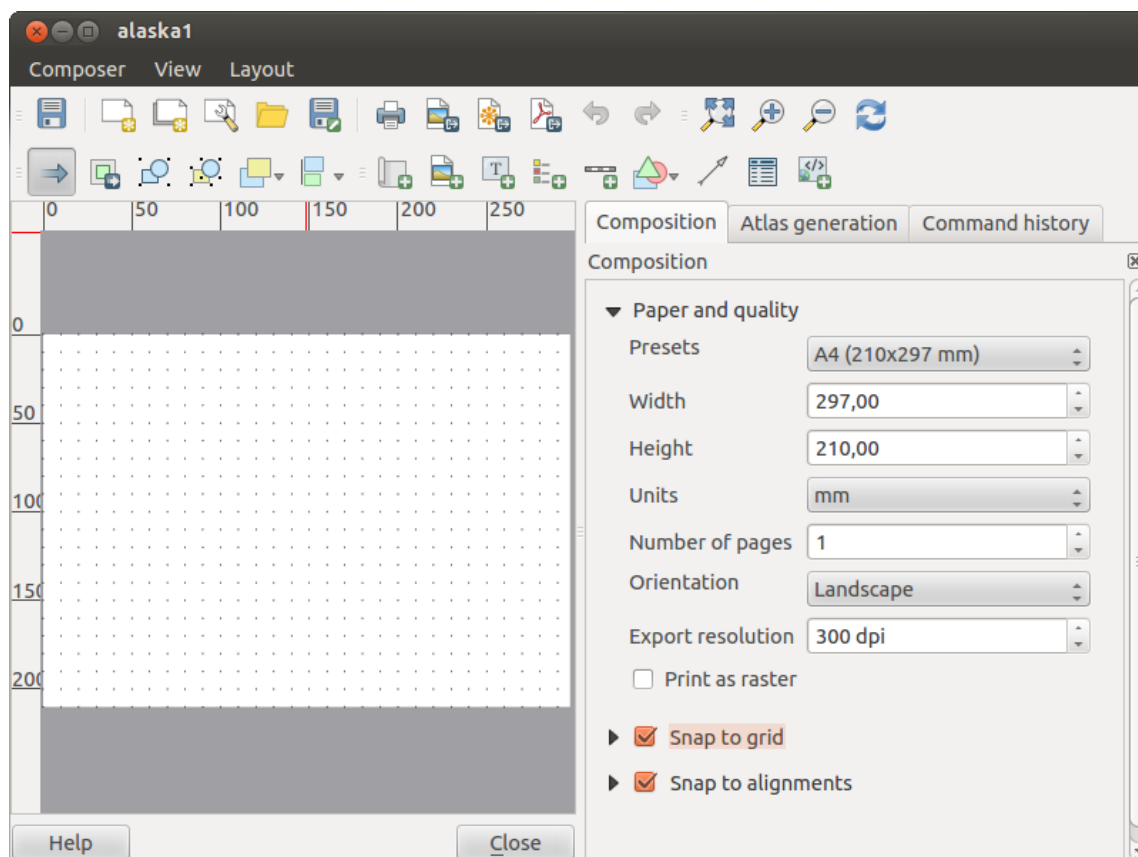 alaska1
Composer View Layout
0 50 100 150 200 250
0
50
100
150
200
Composition Atlas generation Command history
Composition
Paper and quality
Presets A4 (210x297 mm)
Width 297,00
Height 210,00
Units mm
Number of pages 1
Orientation Landscape
Export resolution 300 dpi
Print as raster
Snap to grid
Snap to alignments
Help Close